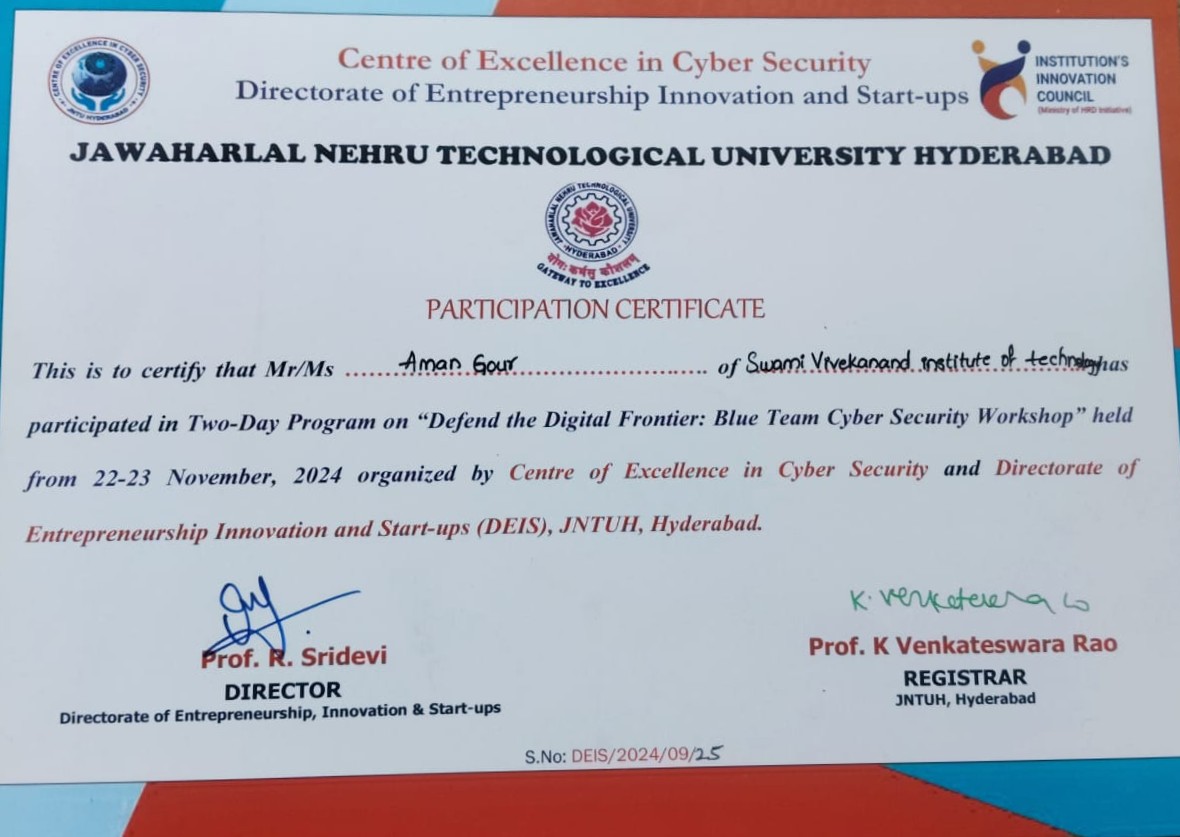 CENTRE OF EXCELLENCE IN CYBER SECURITY
JNTU HYDERABAD
Centre of Excellence in Cyber Security
Directorate of Entrepreneurship Innovation and Start-ups
INSTITUTION'S
INNOVATION
COUNCIL
(Ministry of HRD Initiative)
JAWAHARLAL NEHRU TECHNOLOGICAL UNIVERSITY HYDERABAD
JAWAHARLAL NEHRU TECHNOLOGICAL UNIVERSITY
HYDERABAD
योगः कर्मसु कौशलम्
GATEWAY TO EXCELLENCE
PARTICIPATION CERTIFICATE
This is to certify that Mr/Ms ...... Aman Gour ...... of Swami Vivekanand institute of technology has
participated in Two-Day Program on “Defend the Digital Frontier: Blue Team Cyber Security Workshop” held
from 22-23 November, 2024 organized by Centre of Excellence in Cyber Security and Directorate of
Entrepreneurship Innovation and Start-ups (DEIS), JNTUH, Hyderabad.
K. Venkateswara Rao
Prof. R. Sridevi
DIRECTOR
Directorate of Entrepreneurship, Innovation & Start-ups
Prof. K Venkateswara Rao
REGISTRAR
JNTUH, Hyderabad
S.No: DEIS/2024/09/25